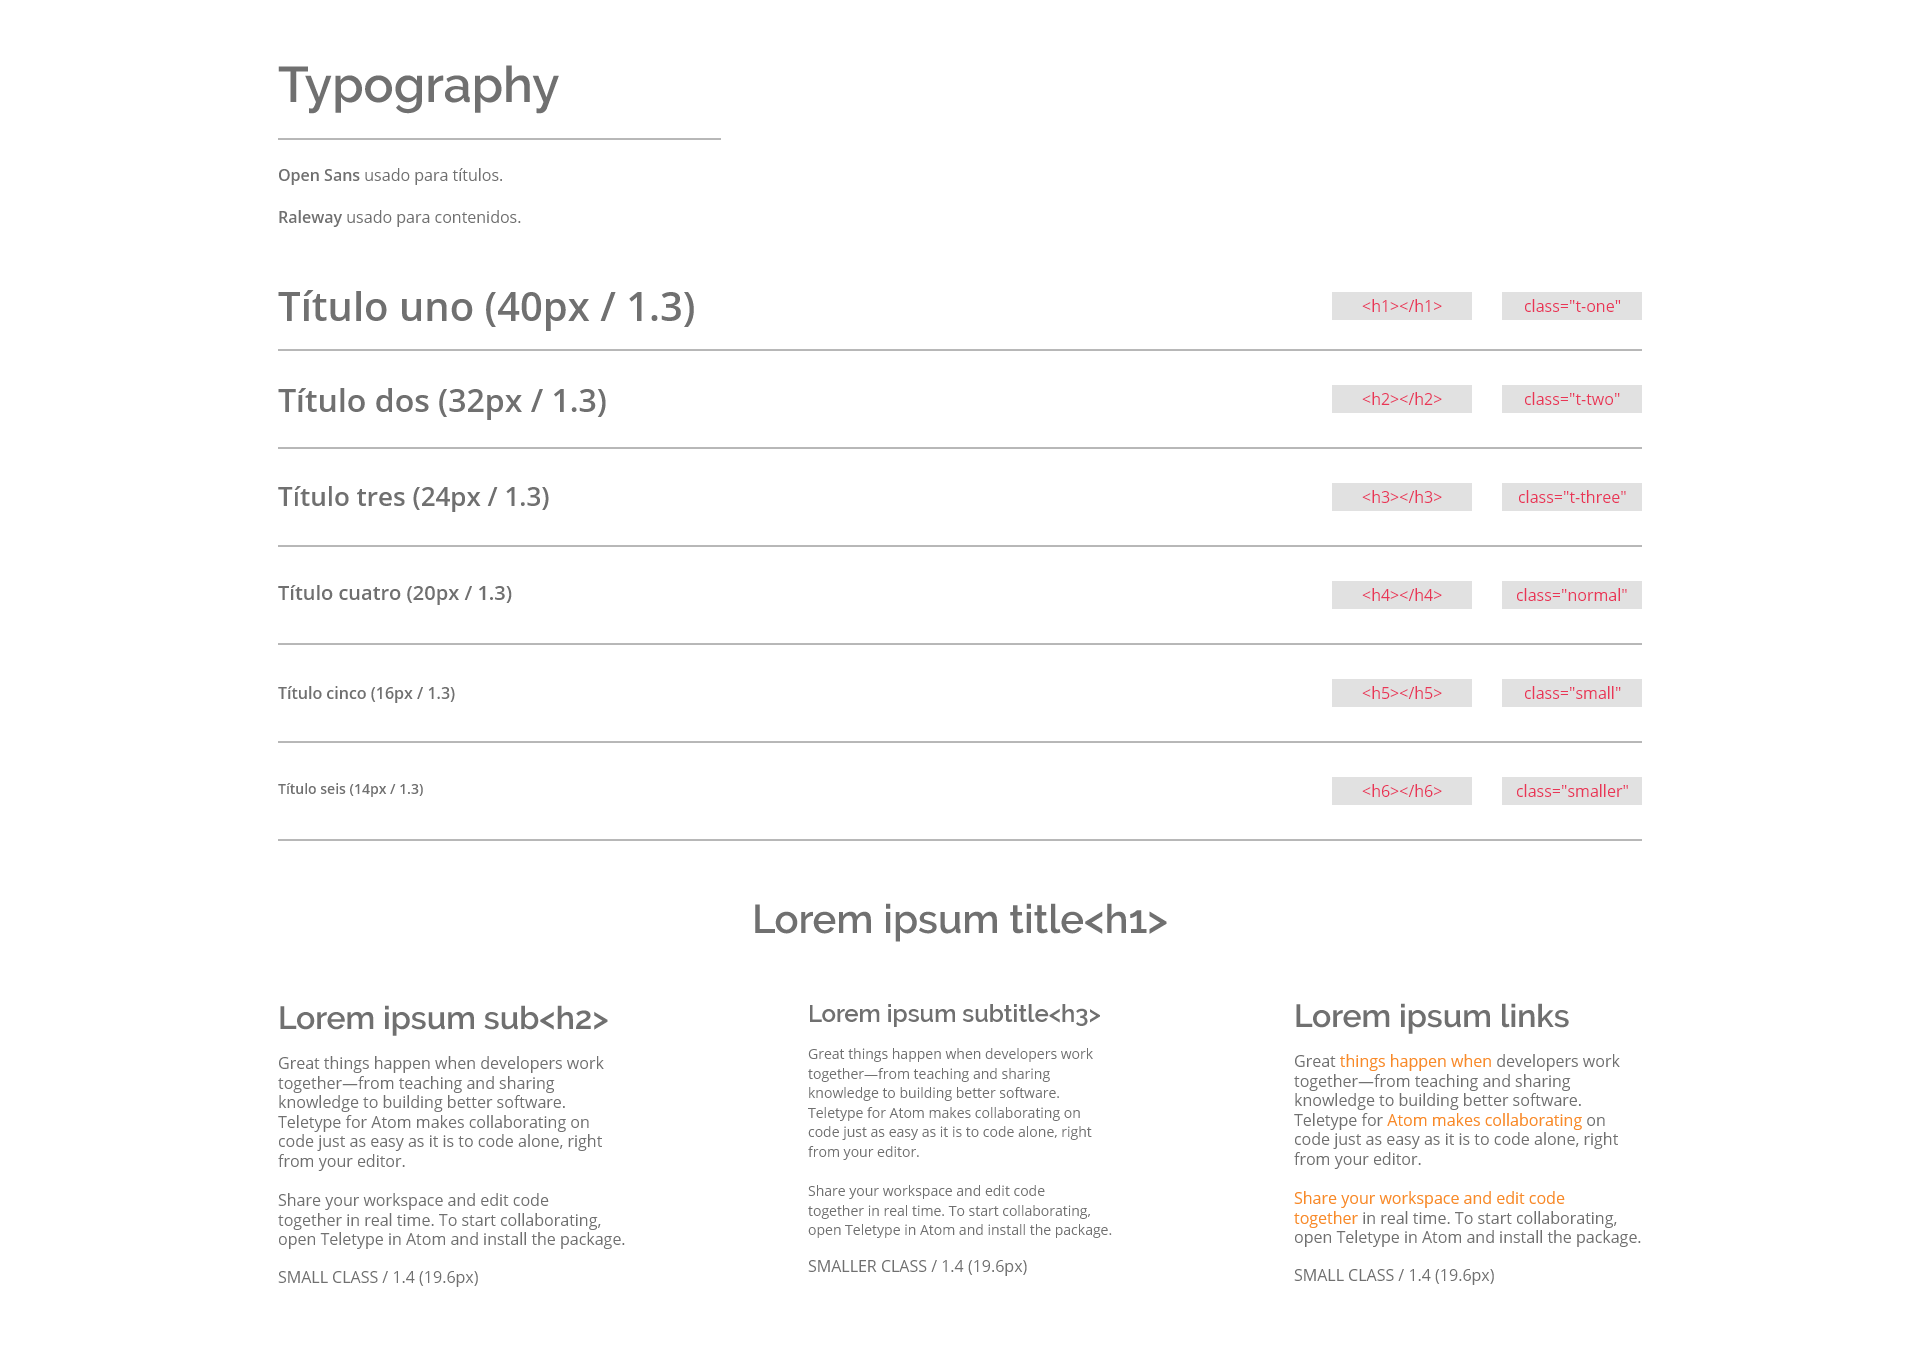 Typography
Open Sans usado para títulos.
Raleway usado para contenidos.
Título uno (40px / 1.3)
<h1></h1>
class="t-one"
Título dos (32px / 1.3)
<h2></h2>
class="t-two"
Título tres (24px / 1.3)
<h3></h3>
class="t-three"
Título cuatro (20px / 1.3)
<h4></h4>
class="normal"
Título cinco (16px / 1.3)
<h5></h5>
class="small"
Título seis (14px / 1.3)
<h6></h6>
class="smaller"
Lorem ipsum title<h1>
Lorem ipsum sub<h2>
Great things happen when developers work
together—from teaching and sharing
knowledge to building better software.
Teletype for Atom makes collaborating on
code just as easy as it is to code alone, right
from your editor.
Share your workspace and edit code
together in real time. To start collaborating,
open Teletype in Atom and install the package.
SMALL CLASS / 1.4 (19.6px)
Lorem ipsum subtitle<h3>
Great things happen when developers work
together—from teaching and sharing
knowledge to building better software.
Teletype for Atom makes collaborating on
code just as easy as it is to code alone, right
from your editor.
Share your workspace and edit code
together in real time. To start collaborating,
open Teletype in Atom and install the package.
SMALLER CLASS / 1.4 (19.6px)
Lorem ipsum links
Great things happen when developers work
together—from teaching and sharing
knowledge to building better software.
Teletype for Atom makes collaborating on
code just as easy as it is to code alone, right
from your editor.
Share your workspace and edit code
together in real time. To start collaborating,
open Teletype in Atom and install the package.
SMALL CLASS / 1.4 (19.6px)